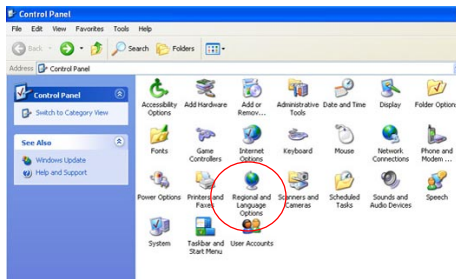 Control Panel
File Edit View Favorites Tools Help
Back Search Folders
Address Control Panel
Control Panel
Switch to Category View
See Also
Windows Update
Help and Support
Accessibility Options
Add Hardware
Add or Remov...
Administrative Tools
Date and Time
Display
Folder Options
Fonts
Game Controllers
Internet Options
Keyboard
Mouse
Network Connections
Phone and Modem ...
Power Options
Printers and Faxes
Regional and Language Options
Scanners and Cameras
Scheduled Tasks
Sounds and Audio Devices
Speech
System
Taskbar and Start Menu
User Accounts